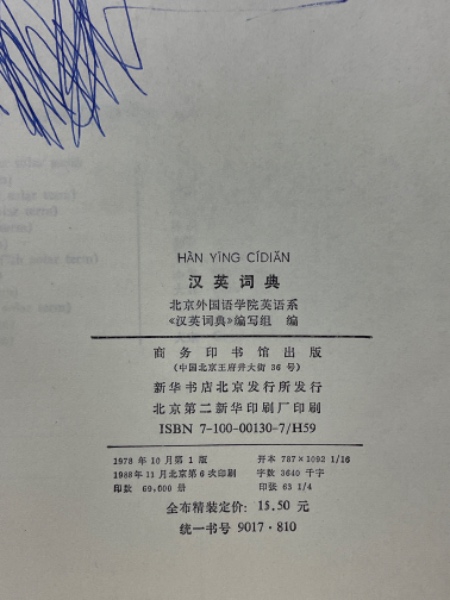 HÀN YĪNG CÍDIǍN
汉英词典
北京外国语学院英语系
《汉英词典》编写组 编
商务印书馆出版
(中国北京王府井大街 36 号)
新华书店北京发行所发行
北京第二新华印刷厂印刷
ISBN 7-100-00130-7/H59
1978 年 10 月第 1 版 开本 787×1092 1/16
1988 年 11 月北京第 6 次印刷 字数 3640 千字
印数 69,000 册 印张 63 1/4
全布精装定价: 15.50 元
统一书号 9017·810